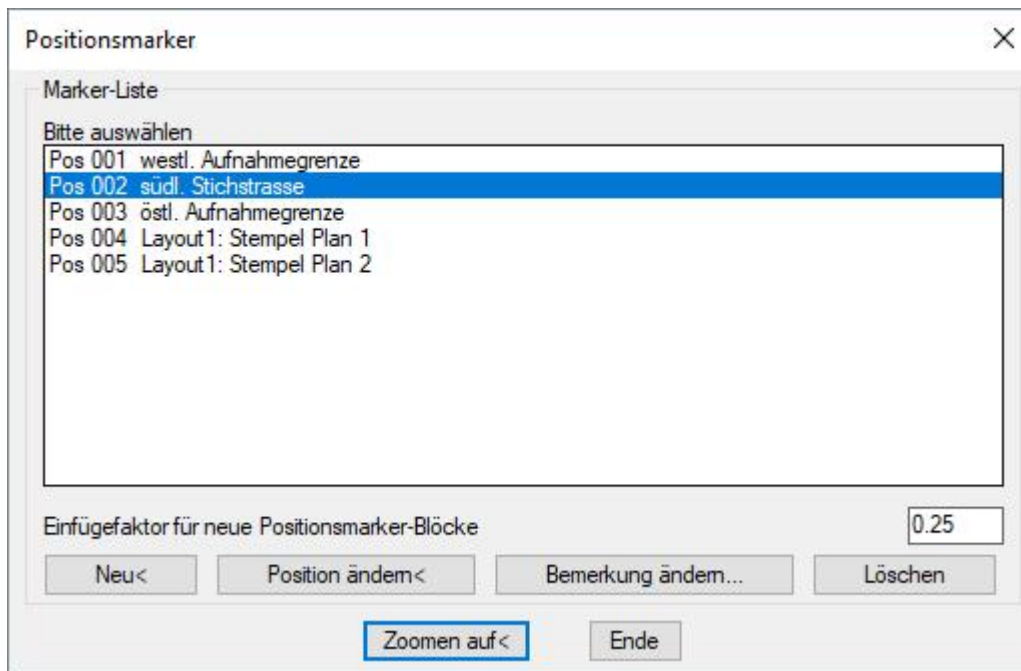 Positionsmarker
Marker-Liste
Bitte auswählen
Pos 001 westl. Aufnahmegrenze
Pos 002 südl. Stichstrasse
Pos 003 östl. Aufnahmegrenze
Pos 004 Layout1: Stempel Plan 1
Pos 005 Layout1: Stempel Plan 2
Einfügefaktor für neue Positionsmarker-Blöcke 0.25
Neu< Position ändern< Bemerkung ändern... Löschen
Zoomen auf< Ende